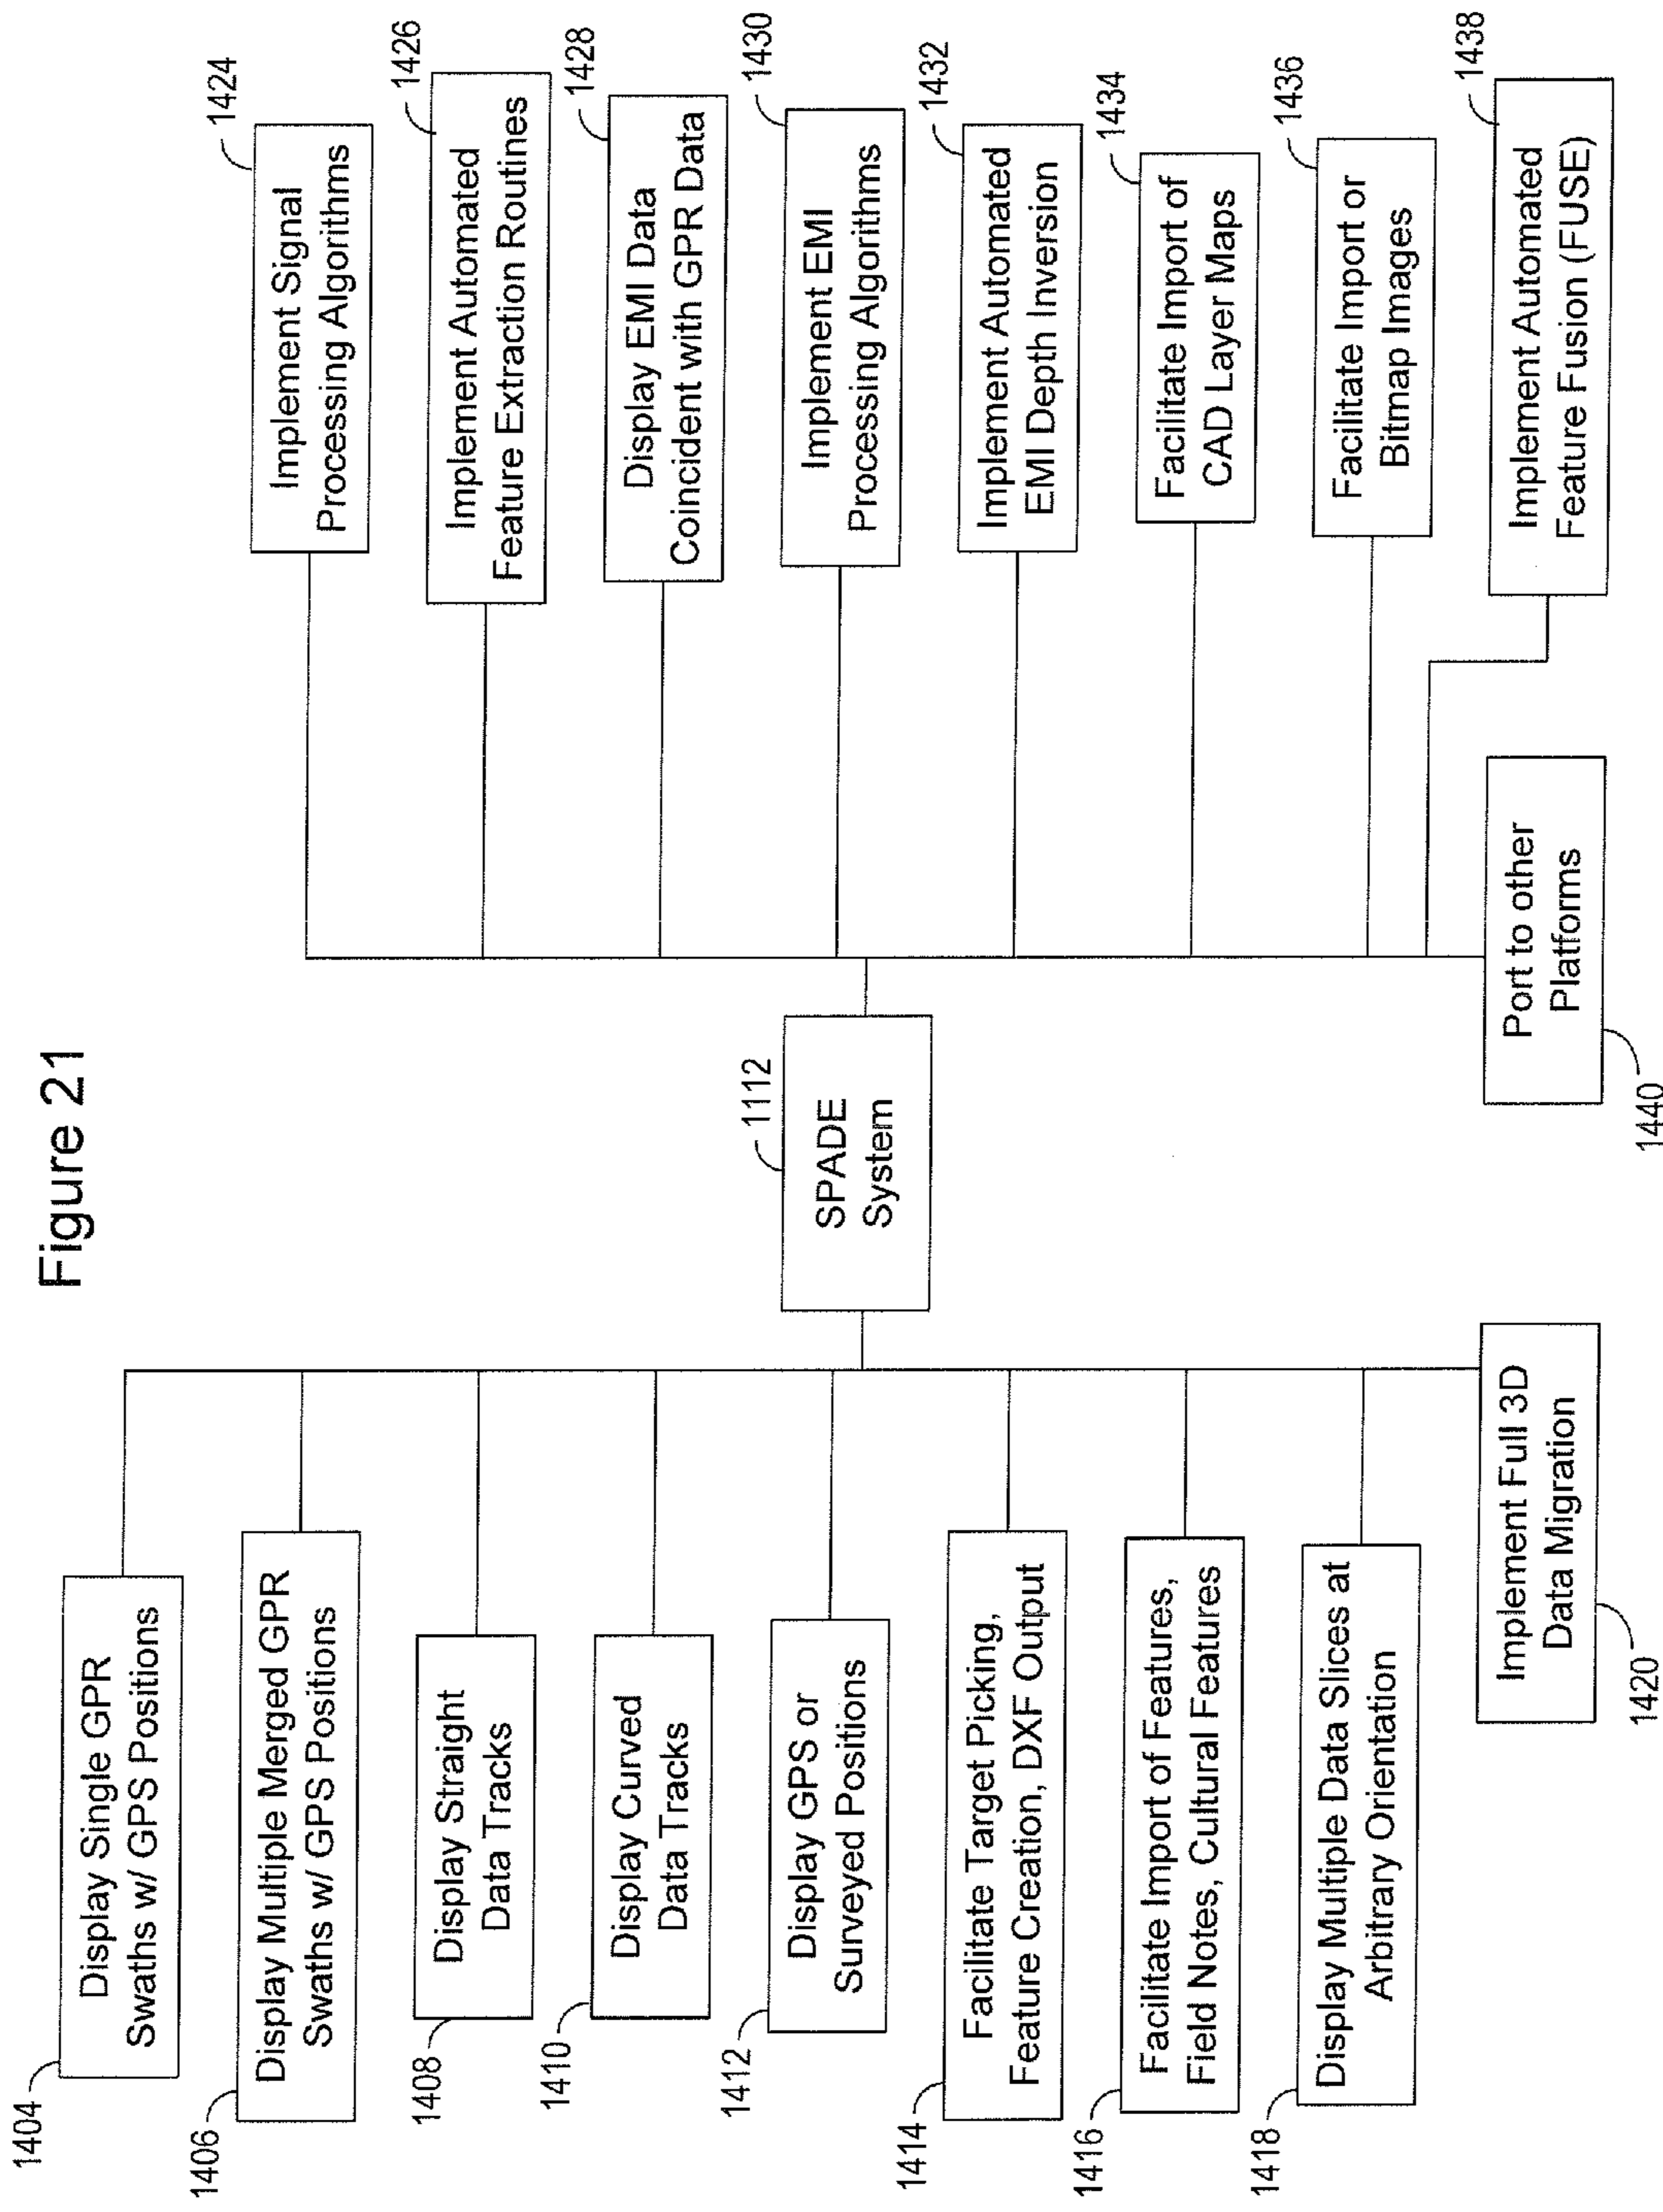 Figure 21
1112
SPADE
System
1404
Display Single GPR
Swaths w/ GPS Positions
1406
Display Multiple Merged GPR
Swaths w/ GPS Positions
1408
Display Straight
Data Tracks
1410
Display Curved
Data Tracks
1412
Display GPS or
Surveyed Positions
1414
Facilitate Target Picking,
Feature Creation, DXF Output
1416
Facilitate Import of Features,
Field Notes, Cultural Features
1418
Display Multiple Data Slices at
Arbitrary Orientation
Implement Full 3D
Data Migration
1420
1424
Implement Signal
Processing Algorithms
1426
Implement Automated
Feature Extraction Routines
1428
Display EMI Data
Coincident with GPR Data
1430
Implement EMI
Processing Algorithms
1432
Implement Automated
EMI Depth Inversion
1434
Facilitate Import of
CAD Layer Maps
1436
Facilitate Import or
Bitmap Images
1438
Implement Automated
Feature Fusion (FUSE)
Port to other
Platforms
1440